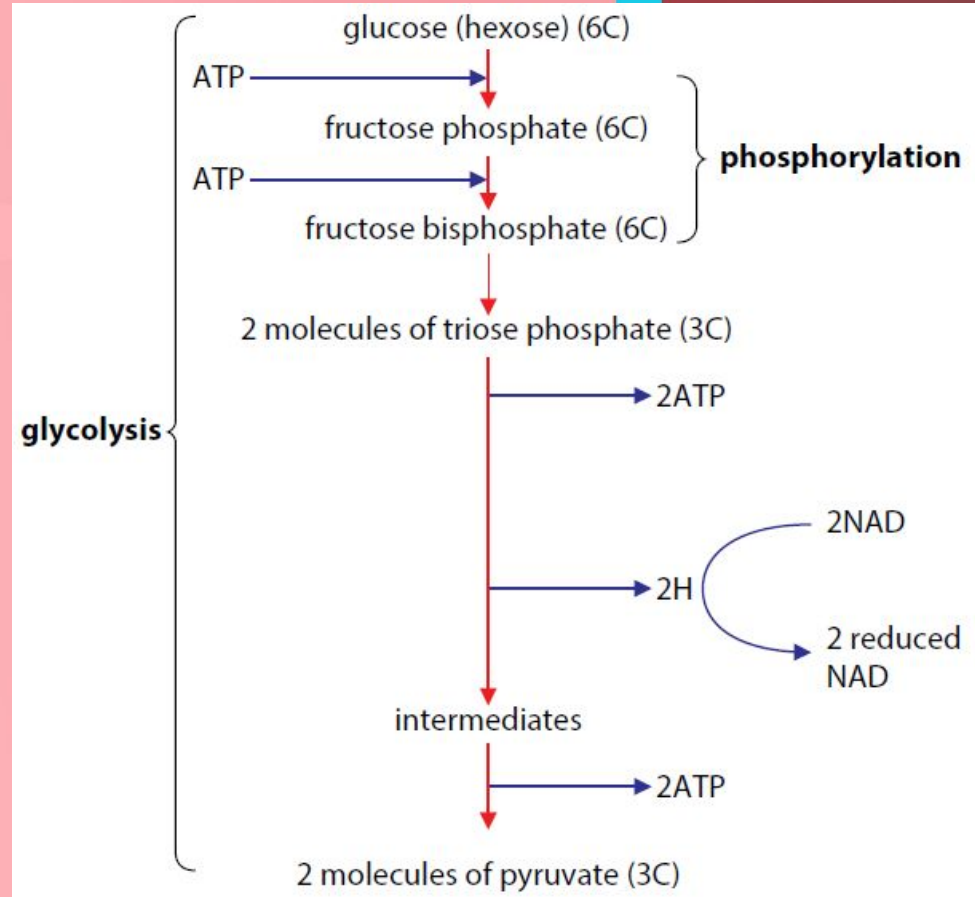 glucose (hexose) (6C)
ATP
fructose phosphate (6C)
phosphorylation
ATP
fructose bisphosphate (6C)
2 molecules of triose phosphate (3C)
2ATP
glycolysis
2NAD
2H
2 reduced
NAD
intermediates
2ATP
2 molecules of pyruvate (3C)